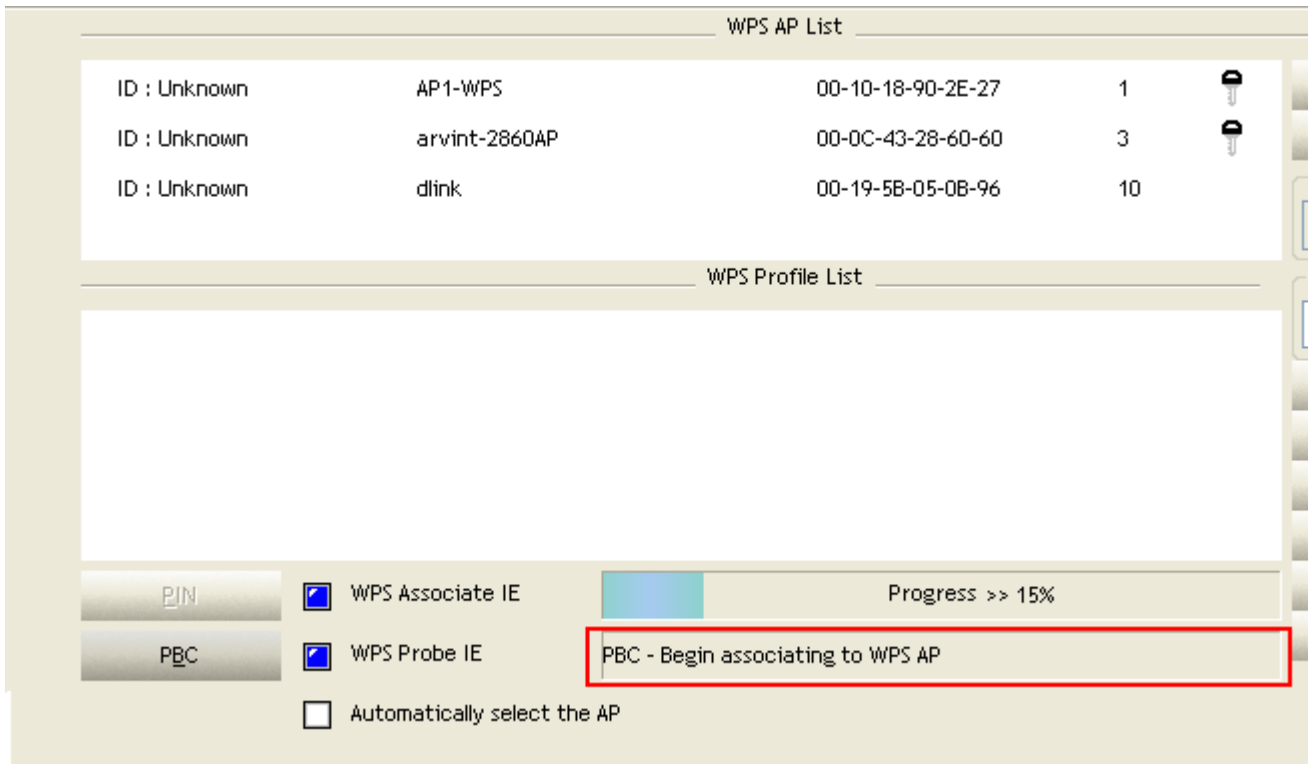 WPS AP List
ID : Unknown AP1-WPS 00-10-18-90-2E-27 1
ID : Unknown arvint-2860AP 00-0C-43-28-60-60 3
ID : Unknown dlink 00-19-5B-05-0B-96 10
WPS Profile List
PIN WPS Associate IE Progress >> 15%
PBC WPS Probe IE PBC - Begin associating to WPS AP
Automatically select the AP